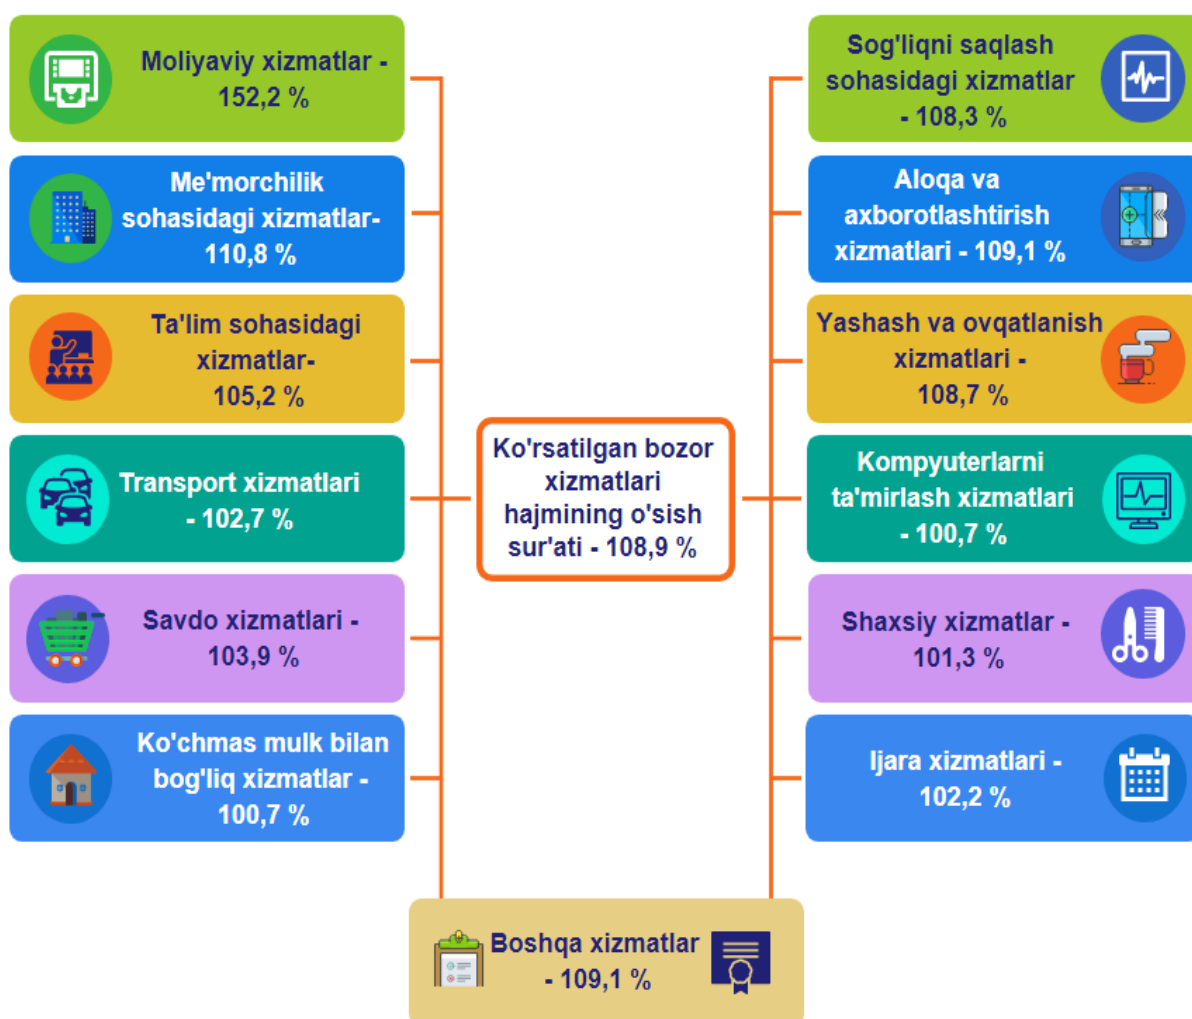 Moliyaviy xizmatlar -
152,2 %
Me'morchilik
sohasidagi xizmatlar-
110,8 %
Ta'lim sohasidagi
xizmatlar-
105,2 %
Transport xizmatlari
- 102,7 %
Savdo xizmatlari -
103,9 %
Ko'chmas mulk bilan
bog'liq xizmatlar -
100,7 %
Ko'rsatilgan bozor
xizmatlari
hajmining o'sish
sur'ati - 108,9 %
Sog'liqni saqlash
sohasidagi xizmatlar
- 108,3 %
Aloqa va
axborotlashtirish
xizmatlari - 109,1 %
Yashash va ovqatlanish
xizmatlari -
108,7 %
Kompyuterlarni
ta'mirlash xizmatlari
- 100,7 %
Shaxsiy xizmatlar -
101,3 %
Ijara xizmatlari -
102,2 %
Boshqa xizmatlar
- 109,1 %